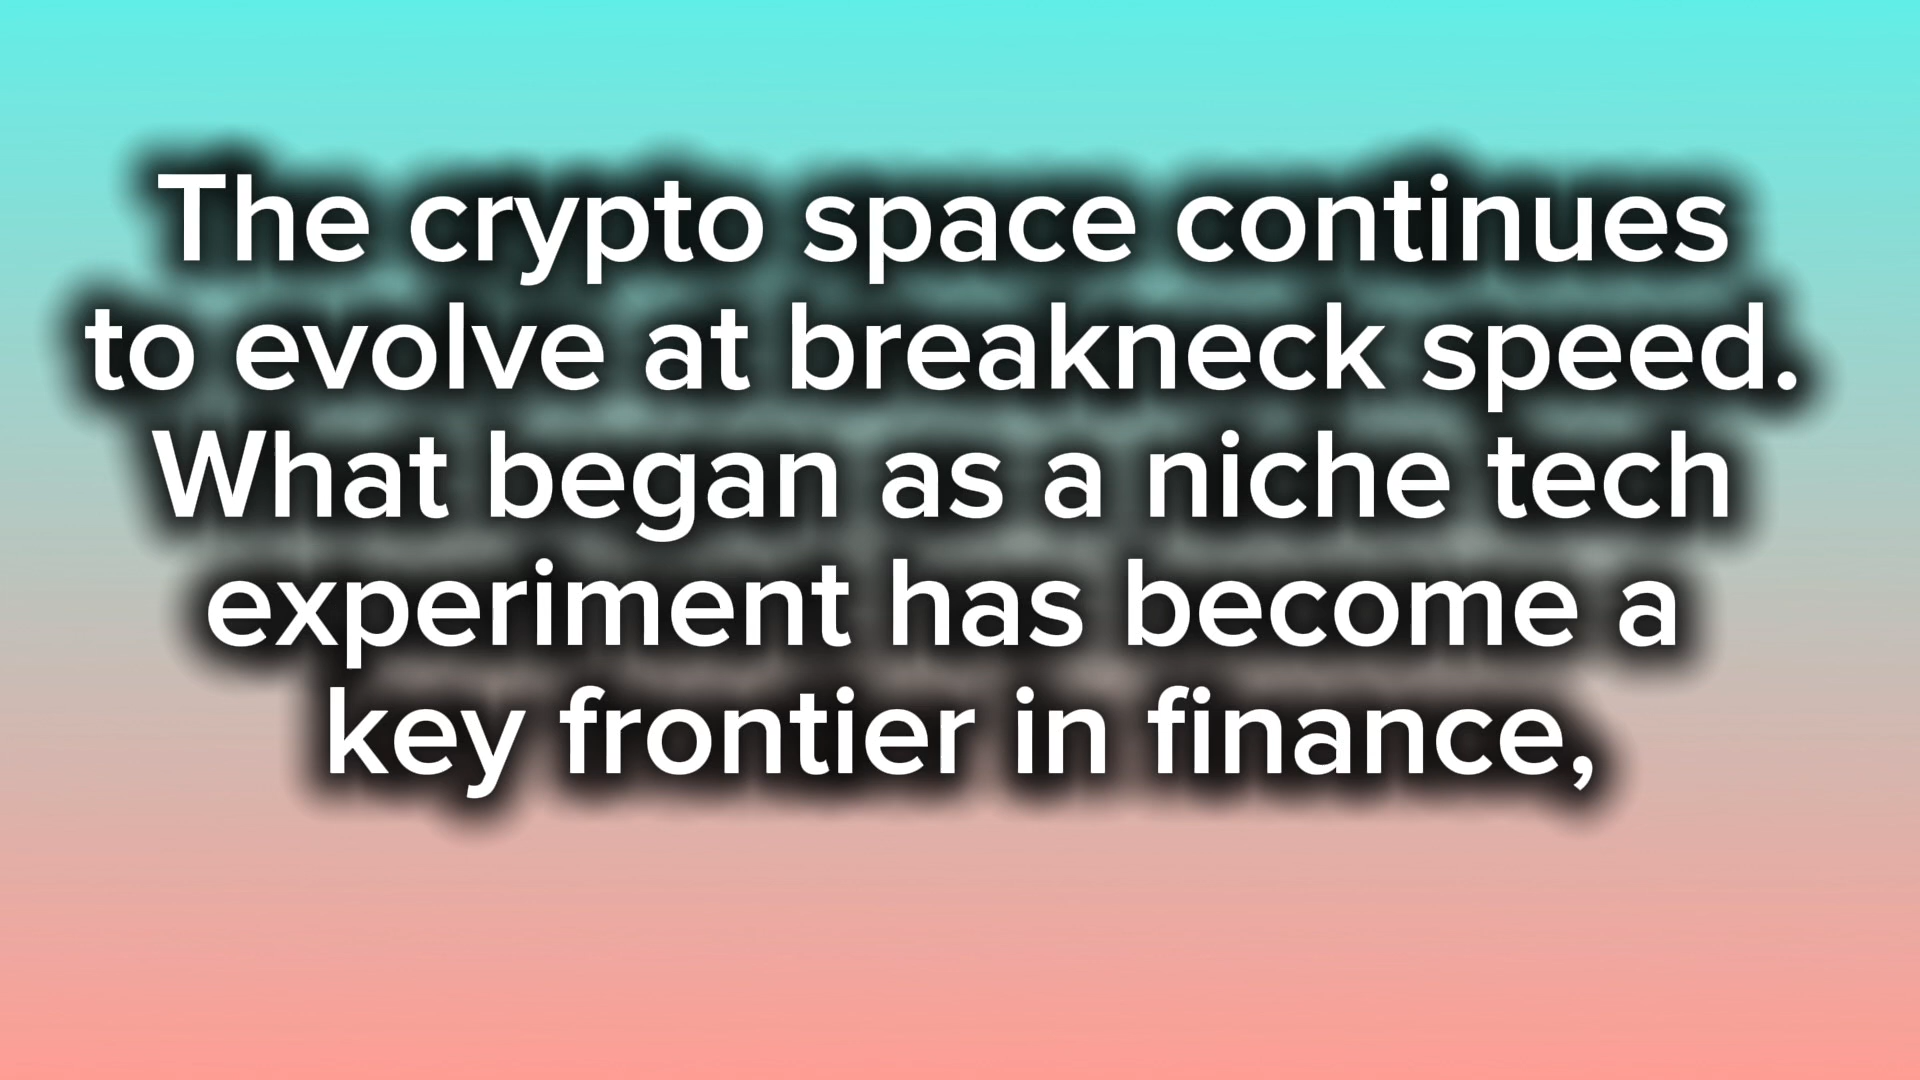 The crypto space continues
to evolve at breakneck speed.
What began as a niche tech
experiment has become a
key frontier in finance,